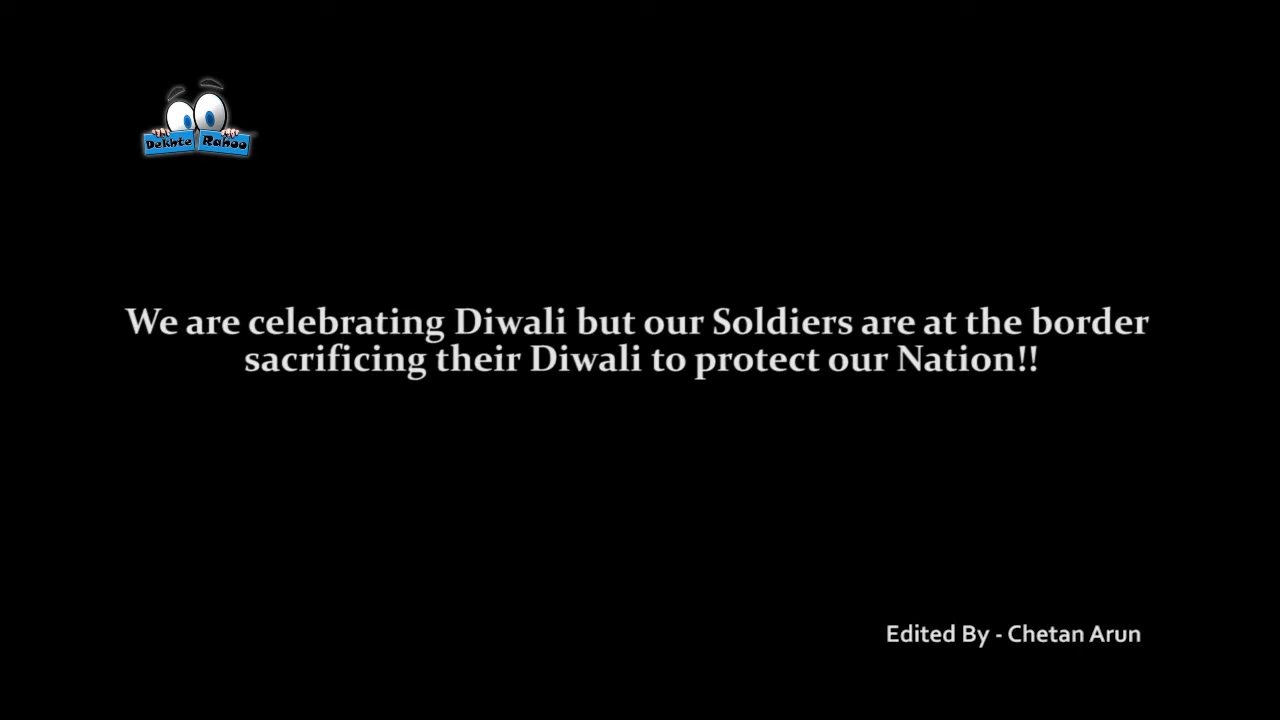 Dekhte Rahoo
We are celebrating Diwali but our Soldiers are at the border
sacrificing their Diwali to protect our Nation!!
Edited By - Chetan Arun